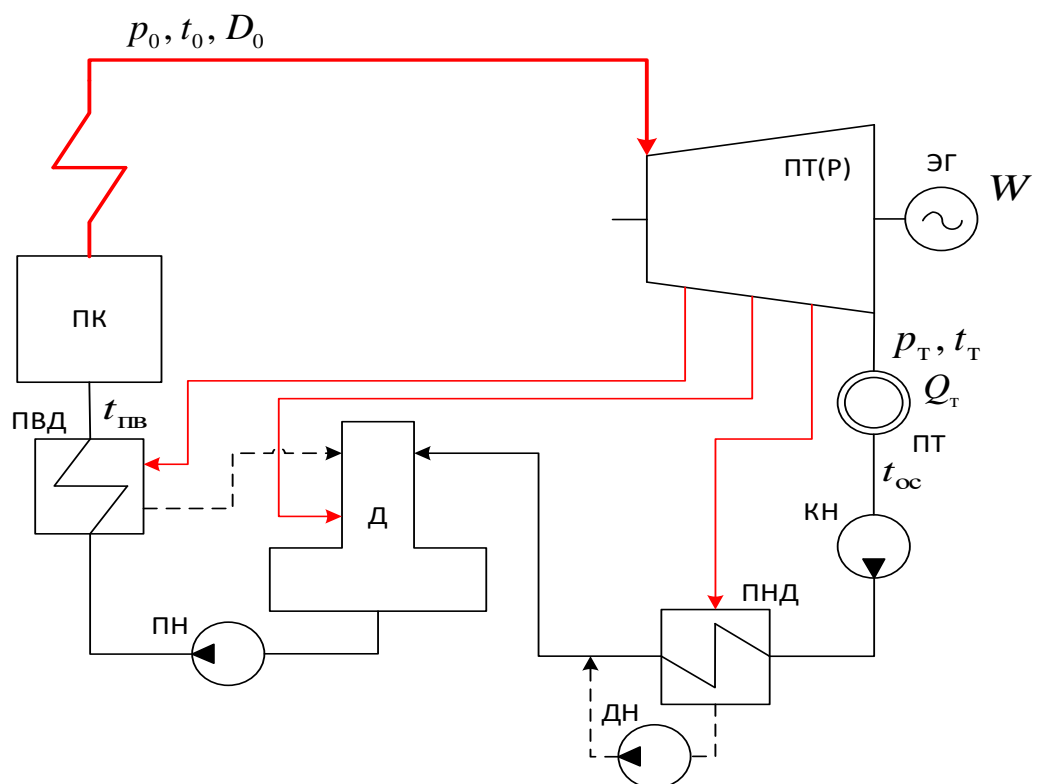 p₀, t₀, D₀
ПТ(Р)
ЭГ
W
ПК
pт, tт
Qт
ПВД
tпв
ПТ
tос
Д
КН
ПНД
ПН
ДН